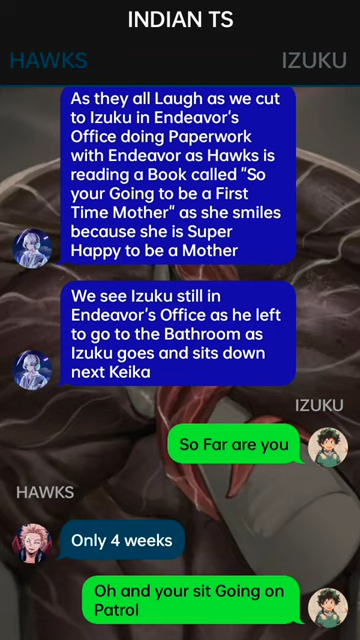 INDIAN TS
HAWKS IZUKU
As they all Laugh as we cut
to Izuku in Endeavor's
Office doing Paperwork
with Endeavor as Hawks is
reading a Book called "So
your Going to be a First
Time Mother" as she smiles
because she is Super
Happy to be a Mother
We see Izuku still in
Endeavor's Office as he left
to go to the Bathroom as
Izuku goes and sits down
next Keika
IZUKU
So Far are you
HAWKS
Only 4 weeks
Oh and your sit Going on
Patrol